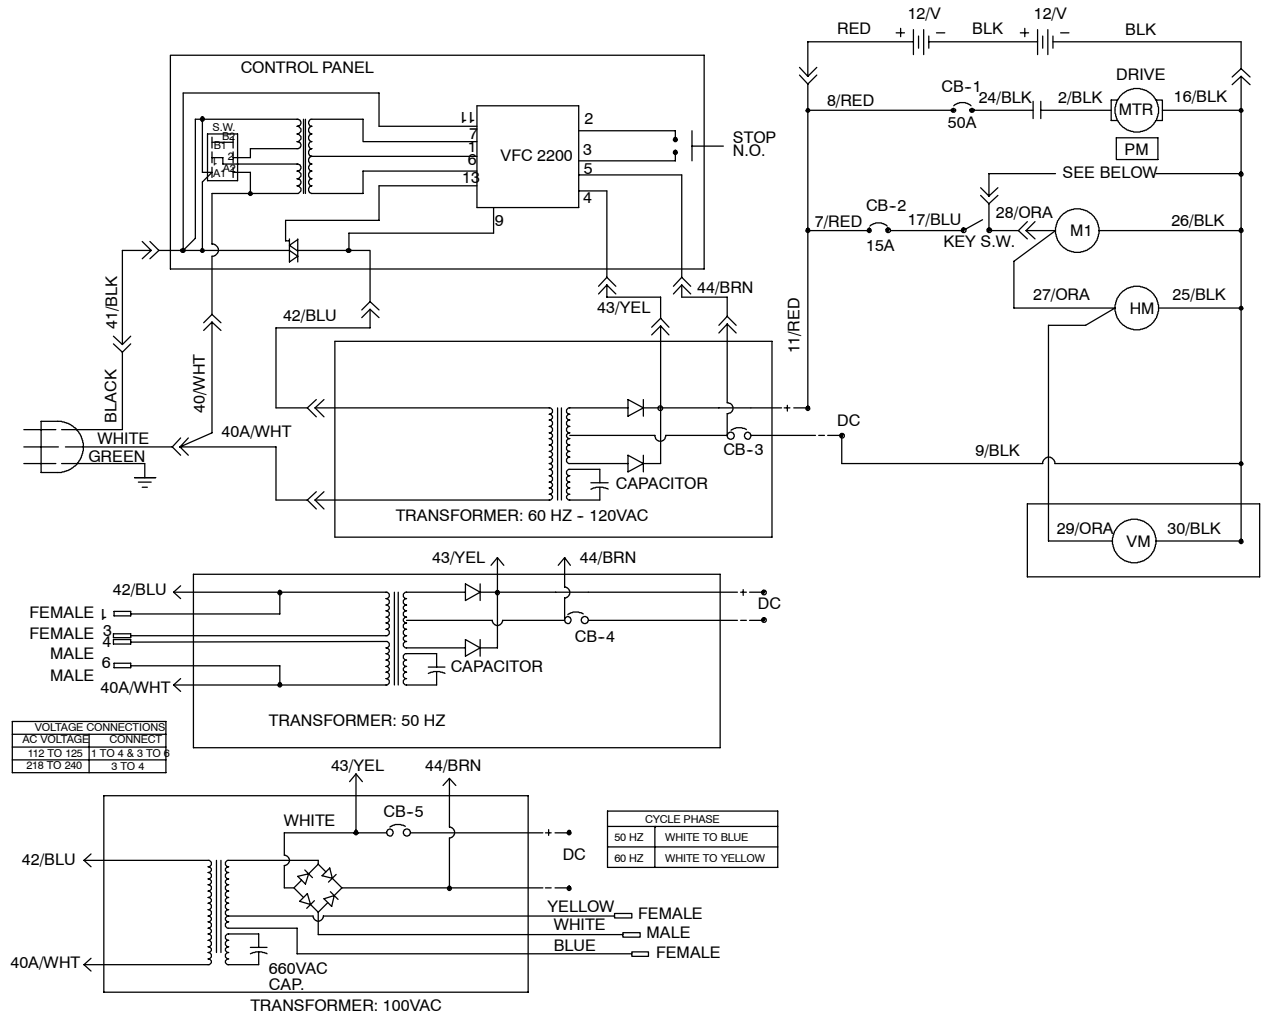 12/V
12/V
RED
+
−
BLK
+
−
BLK
CONTROL PANEL
DRIVE
CB-1
8/RED
24/BLK
2/BLK
MTR
16/BLK
50A
PM
S.W.
B2
B1
2
1
A2
A1
11
7
1
6
13
VFC 2200
2
3
5
4
9
STOP
N.O.
SEE BELOW
CB-2
7/RED
17/BLU
28/ORA
M1
26/BLK
15A
KEY S.W.
41/BLK
42/BLU
43/YEL
44/BRN
11/RED
27/ORA
HM
25/BLK
BLACK
40/WHT
WHITE
40A/WHT
GREEN
+
DC
−
CB-3
9/BLK
CAPACITOR
TRANSFORMER: 60 HZ - 120VAC
29/ORA
VM
30/BLK
43/YEL
44/BRN
42/BLU
FEMALE 1
FEMALE 3
4
MALE
MALE 6
40A/WHT
+
DC
−
CB-4
CAPACITOR
TRANSFORMER: 50 HZ
VOLTAGE CONNECTIONS
AC VOLTAGE CONNECT
112 TO 125 1 TO 4 & 3 TO 6
218 TO 240 3 TO 4
43/YEL
44/BRN
WHITE
CB-5
+
DC
−
42/BLU
CYCLE PHASE
50 HZ WHITE TO BLUE
60 HZ WHITE TO YELLOW
YELLOW FEMALE
WHITE MALE
BLUE FEMALE
40A/WHT
660VAC
CAP.
TRANSFORMER: 100VAC